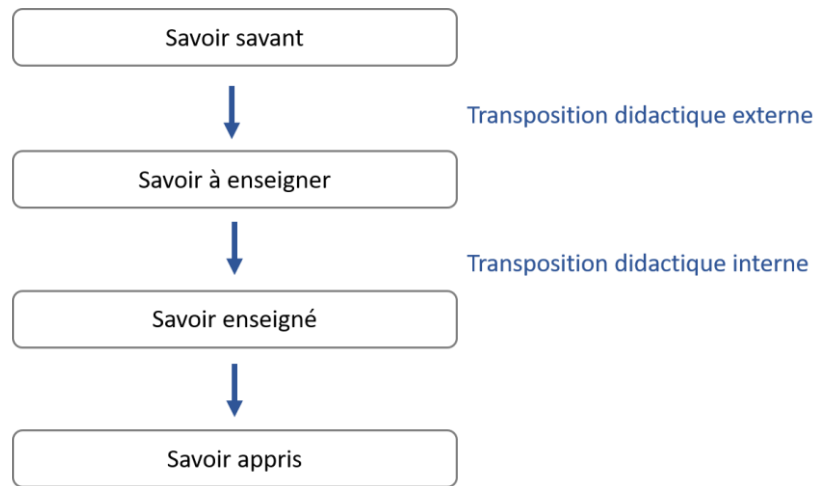 Savoir savant
Transposition didactique externe
Savoir à enseigner
Transposition didactique interne
Savoir enseigné
Savoir appris